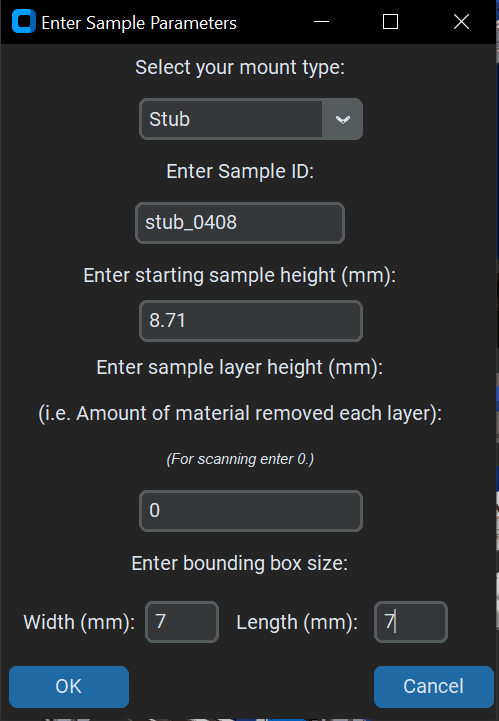 Enter Sample Parameters
Select your mount type:
Stub
Enter Sample ID:
stub_0408
Enter starting sample height (mm):
8.71
Enter sample layer height (mm):
(i.e. Amount of material removed each layer):
(For scanning enter 0.)
0
Enter bounding box size:
Width (mm): 7 Length (mm): 7
OK Cancel